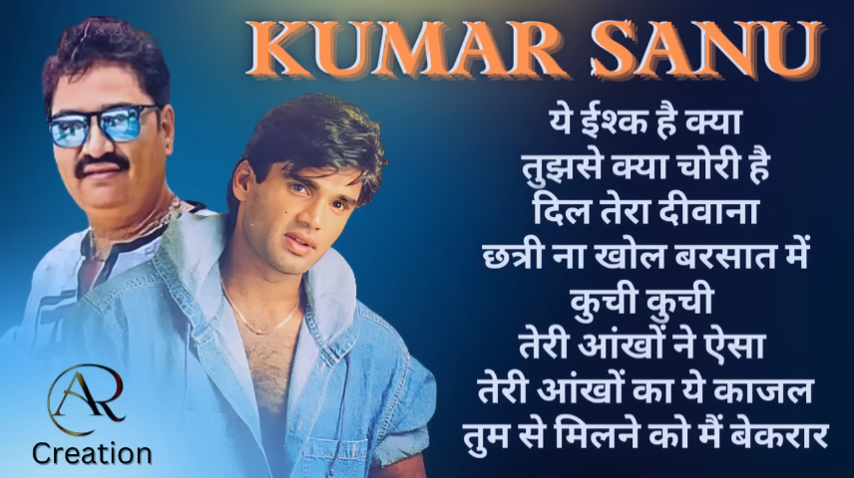 KUMAR SANU
ये ईश्क है क्या
तुझसे क्या चोरी है
दिल तेरा दीवाना
छत्री ना खोल बरसात में
कुची कुची
तेरी आंखों ने ऐसा
तेरी आंखों का ये काजल
तुम से मिलने को मैं बेकरार
AR
Creation